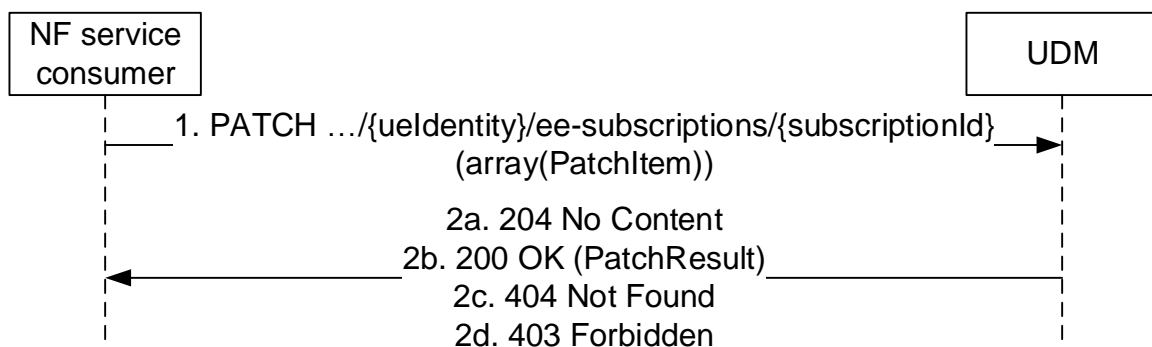 NF service
consumer
UDM
1. PATCH …/{ueIdentity}/ee-subscriptions/{subscriptionId}
(array(PatchItem))
2a. 204 No Content
2b. 200 OK (PatchResult)
2c. 404 Not Found
2d. 403 Forbidden